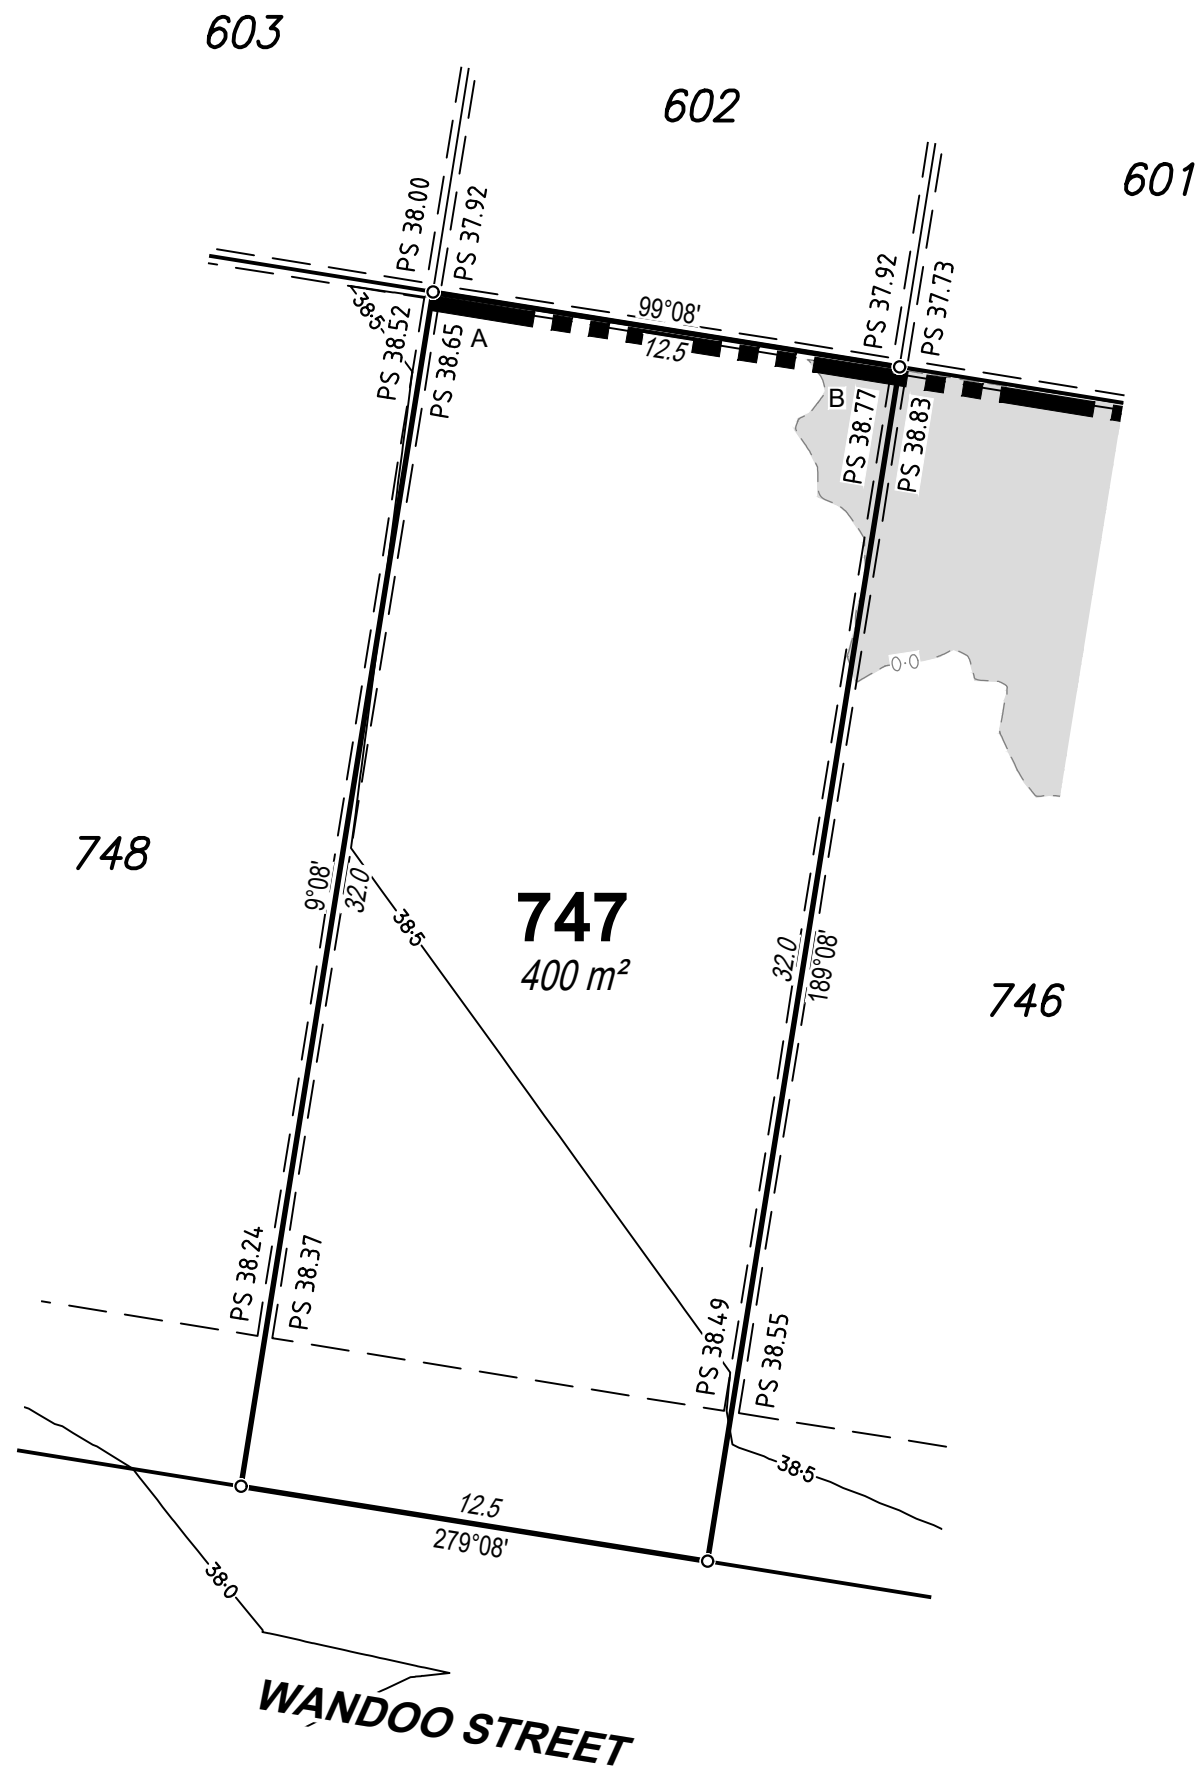 603
602
601
PS 38.00
PS 37.92
PS 37.92
PS 37.73
99°08'
12.5
38·5
PS 38.52
PS 38.65
A
B
PS 38.77
PS 38.83
0·0
748
9°08'
32.0
38·5
747
400 m²
32.0
189°08'
746
PS 38.24
PS 38.37
PS 38.49
PS 38.55
38·5
12.5
279°08'
38·0
WANDOO STREET